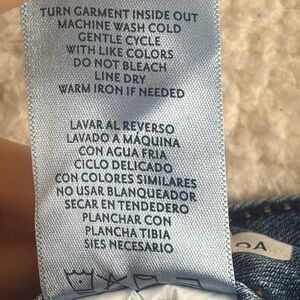 TURN GARMENT INSIDE OUT
MACHINE WASH COLD
GENTLE CYCLE
WITH LIKE COLORS
DO NOT BLEACH
LINE DRY
WARM IRON IF NEEDED
LAVAR AL REVERSO
LAVADO A MÁQUINA
CON AGUA FRIA
CICLO DELICADO
CON COLORES SIMILARES
NO USAR BLANQUEADOR
SECAR EN TENDEDERO
PLANCHAR CON
PLANCHA TIBIA
SIES NECESARIO